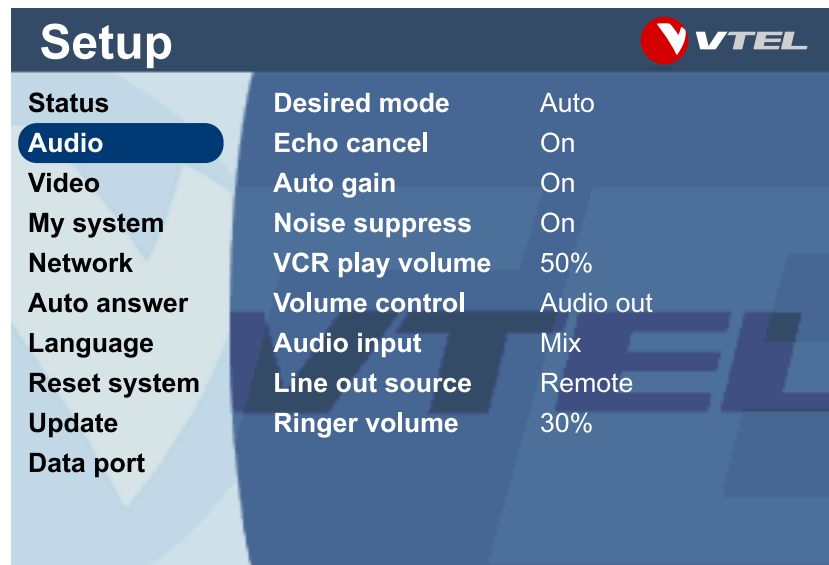 Setup
VTEL
Status
Audio
Video
My system
Network
Auto answer
Language
Reset system
Update
Data port
Desired mode Auto
Echo cancel On
Auto gain On
Noise suppress On
VCR play volume 50%
Volume control Audio out
Audio input Mix
Line out source Remote
Ringer volume 30%
VTEL